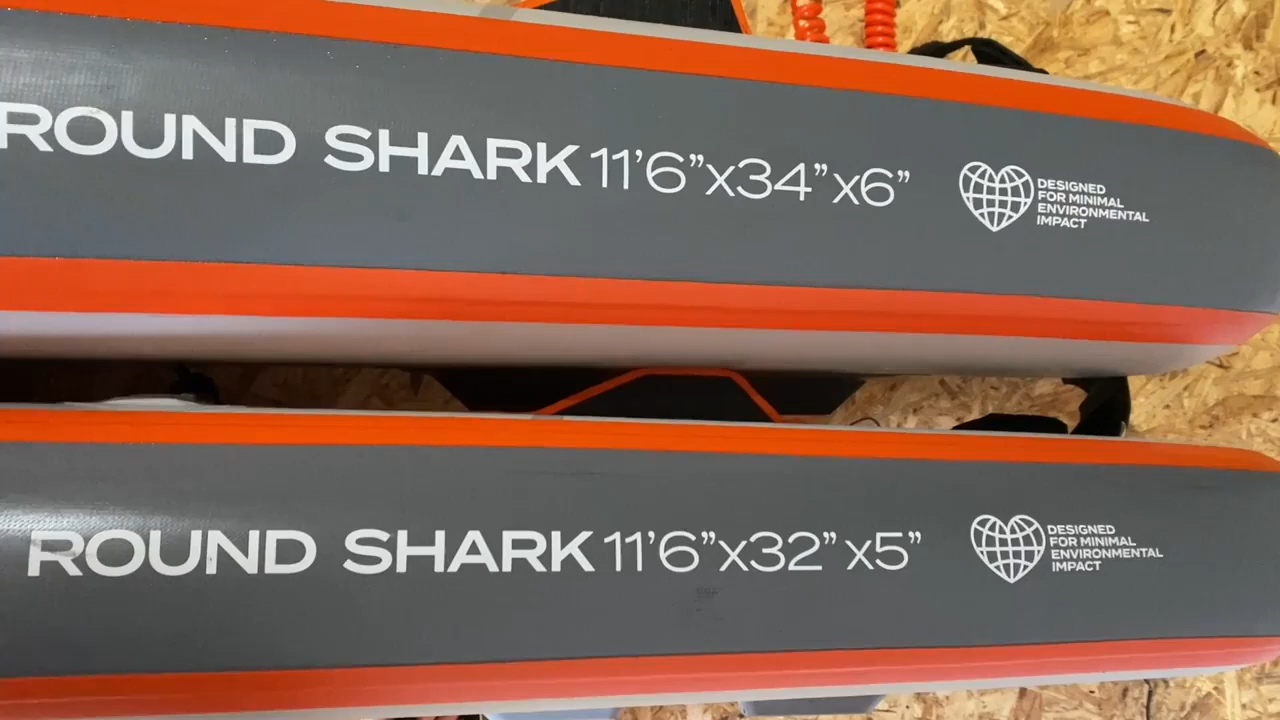 ROUND SHARK 11'6”x34”x6”
DESIGNED
FOR MINIMAL
ENVIRONMENTAL
IMPACT
ROUND SHARK 11'6”x32” x5”
DESIGNED
FOR MINIMAL
ENVIRONMENTAL
IMPACT